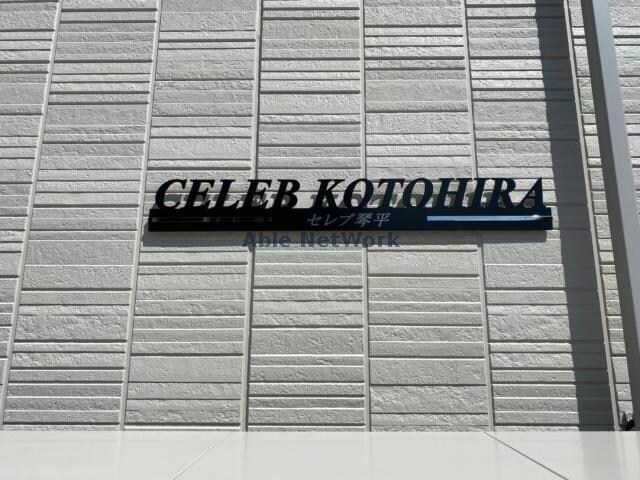 CELEB KOTOHIRA
セレブ琴平
Able NetWork